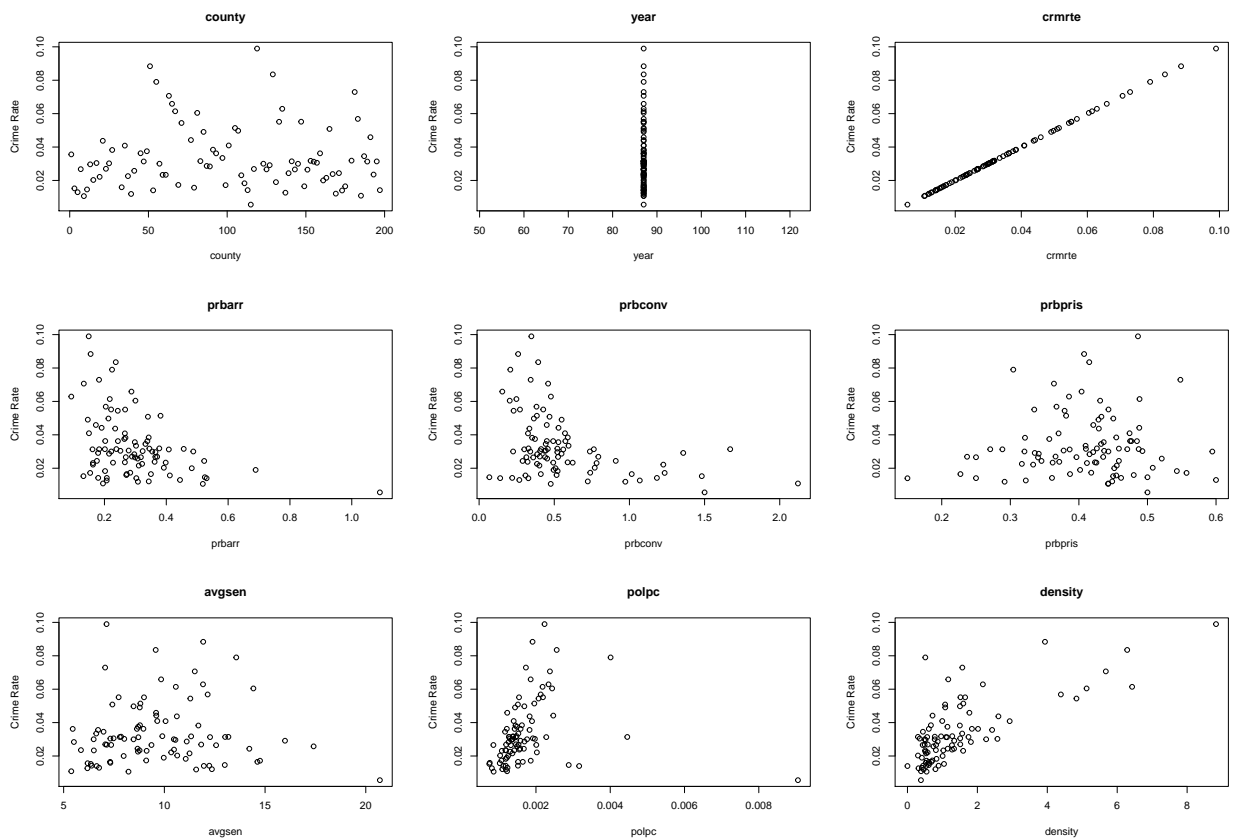 county year crmrte
Crime Rate
0.02 0.04 0.06 0.08 0.10
0 50 100 150 200
county
Crime Rate
0.02 0.04 0.06 0.08 0.10
50 60 70 80 90 100 110 120
year
Crime Rate
0.02 0.04 0.06 0.08 0.10
0.02 0.04 0.06 0.08 0.10
crmrte
prbarr prbconv prbpris
Crime Rate
0.02 0.04 0.06 0.08 0.10
0.2 0.4 0.6 0.8 1.0
prbarr
Crime Rate
0.02 0.04 0.06 0.08 0.10
0.0 0.5 1.0 1.5 2.0
prbconv
Crime Rate
0.02 0.04 0.06 0.08 0.10
0.2 0.3 0.4 0.5 0.6
prbpris
avgsen polpc density
Crime Rate
0.02 0.04 0.06 0.08 0.10
5 10 15 20
avgsen
Crime Rate
0.02 0.04 0.06 0.08 0.10
0.002 0.004 0.006 0.008
polpc
Crime Rate
0.02 0.04 0.06 0.08 0.10
0 2 4 6 8
density